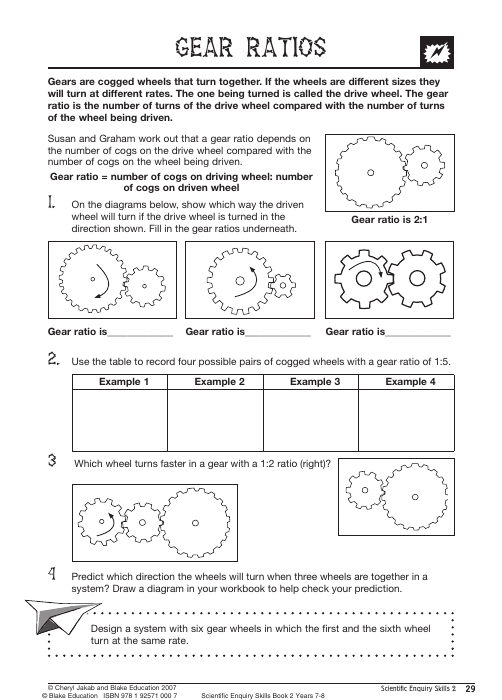 GEAR RATIOS
Gears are cogged wheels that turn together. If the wheels are different sizes they
will turn at different rates. The one being turned is called the drive wheel. The gear
ratio is the number of turns of the drive wheel compared with the number of turns
of the wheel being driven.
Susan and Graham work out that a gear ratio depends on
the number of cogs on the drive wheel compared with the
number of cogs on the wheel being driven.
Gear ratio = number of cogs on driving wheel: number
of cogs on driven wheel
Gear ratio is 2:1
1. On the diagrams below, show which way the driven
wheel will turn if the drive wheel is turned in the
direction shown. Fill in the gear ratios underneath.
Gear ratio is____________ Gear ratio is____________ Gear ratio is____________
2. Use the table to record four possible pairs of cogged wheels with a gear ratio of 1:5.
Example 1 Example 2 Example 3 Example 4
3 Which wheel turns faster in a gear with a 1:2 ratio (right)?
4 Predict which direction the wheels will turn when three wheels are together in a
system? Draw a diagram in your workbook to help check your prediction.
Design a system with six gear wheels in which the first and the sixth wheel
turn at the same rate.
© Cheryl Jakab and Blake Education 2007
© Blake Education ISBN 978 1 92571 000 7 Scientific Enquiry Skills Book 2 Years 7-8
Scientific Enquiry Skills 2 29